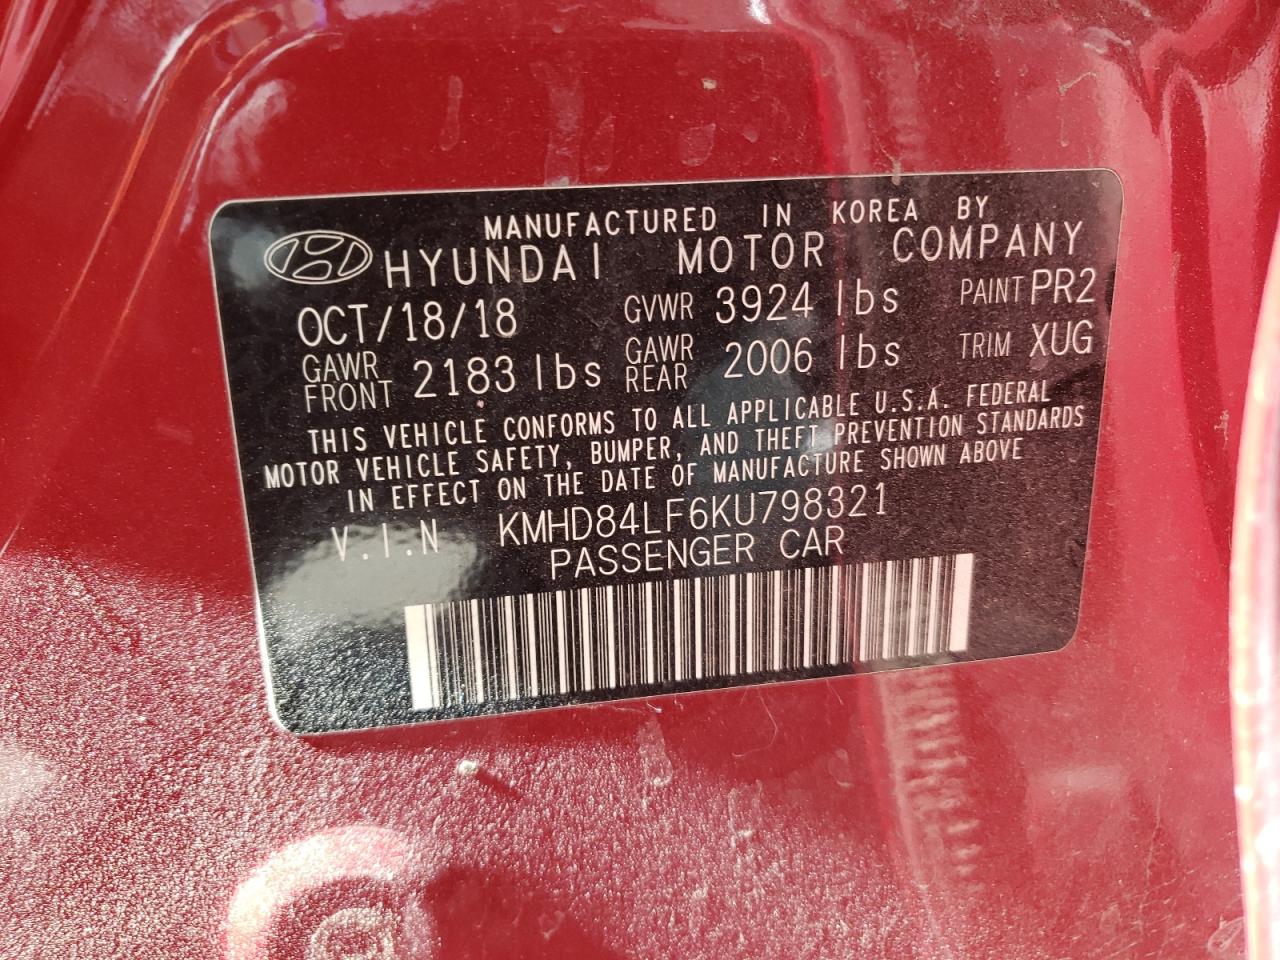 MANUFACTURED IN KOREA BY
HYUNDAI MOTOR COMPANY
OCT/18/18 GVWR 3924 lbs PAINT PR2
GAWR FRONT 2183 lbs GAWR REAR 2006 lbs TRIM XUG
THIS VEHICLE CONFORMS TO ALL APPLICABLE U.S.A. FEDERAL
MOTOR VEHICLE SAFETY, BUMPER, AND THEFT PREVENTION STANDARDS
IN EFFECT ON THE DATE OF MANUFACTURE SHOWN ABOVE
V.I.N KMHD84LF6KU798321
PASSENGER CAR